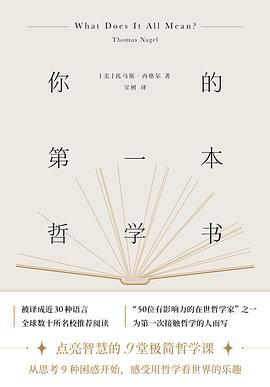 What Does It All Mean?
Thomas Nagel
[美]托马斯·内格尔 著
宝树 译
你的
第一本
哲学书
被译成近30种语言
全球数十所名校推荐阅读
“50位有影响力的在世哲学家”之一
为第一次接触哲学的人而写
点亮智慧的9堂极简哲学课
从思考9种困惑开始，感受用哲学看世界的乐趣